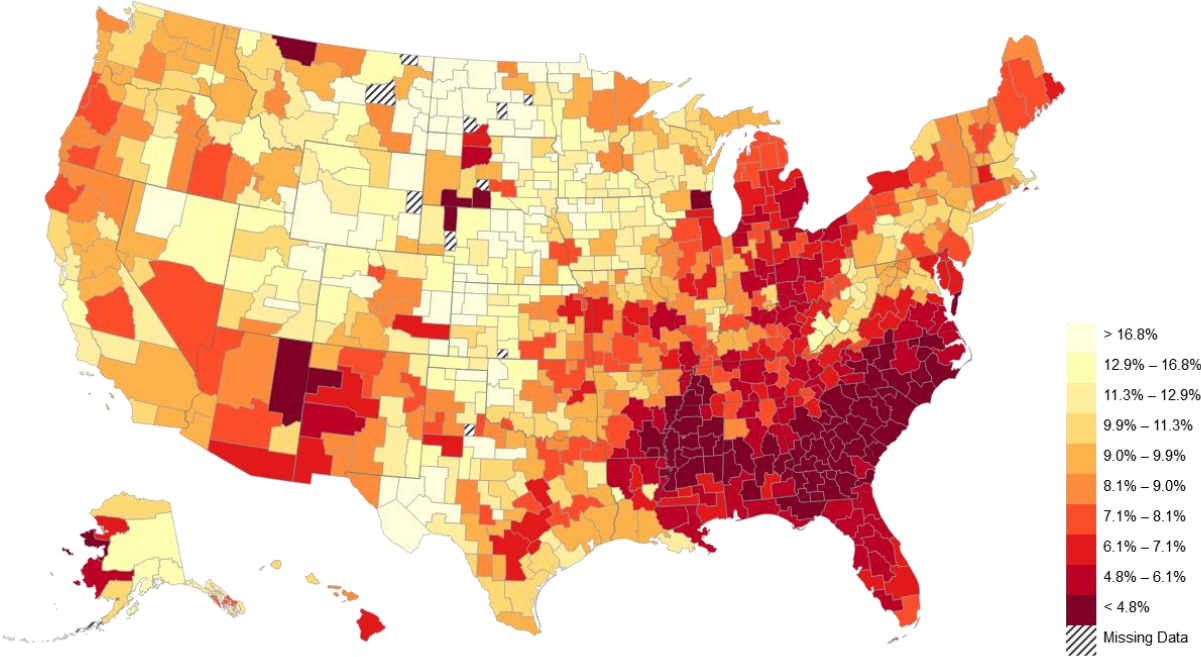 > 16.8%
12.9% – 16.8%
11.3% – 12.9%
9.9% – 11.3%
9.0% – 9.9%
8.1% – 9.0%
7.1% – 8.1%
6.1% – 7.1%
4.8% – 6.1%
< 4.8%
Missing Data